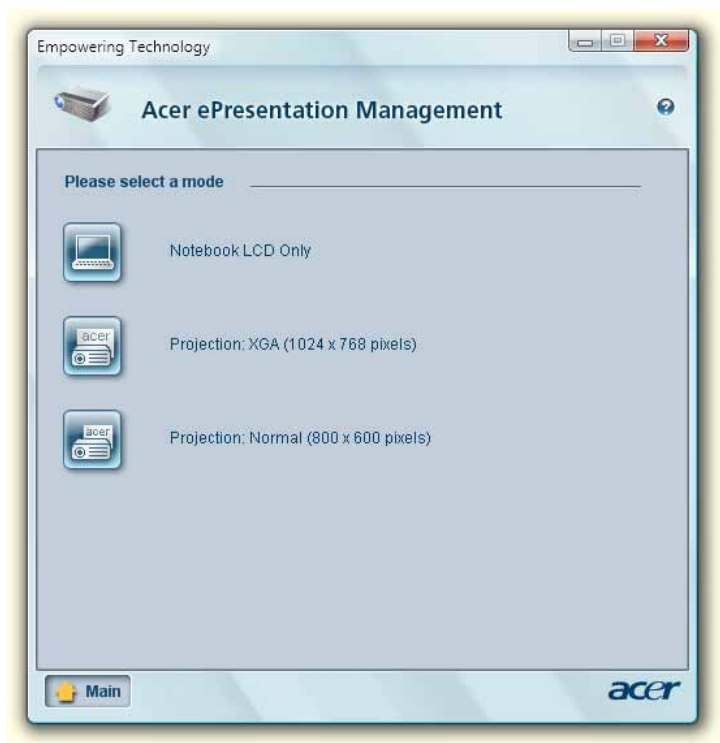 Empowering Technology
Acer ePresentation Management
Please select a mode
Notebook LCD Only
acer
Projection: XGA (1024 x 768 pixels)
acer
Projection: Normal (800 x 600 pixels)
Main
acer